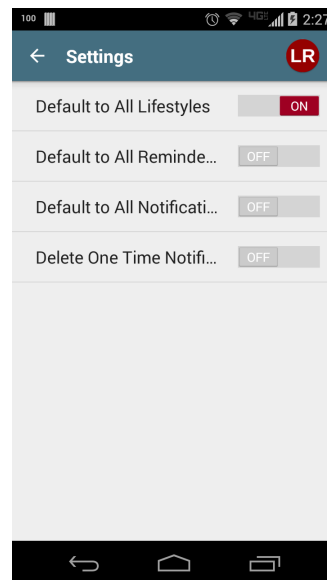 100 4G 2:27
Settings LR
Default to All Lifestyles ON
Default to All Reminde... OFF
Default to All Notificati... OFF
Delete One Time Notifi... OFF